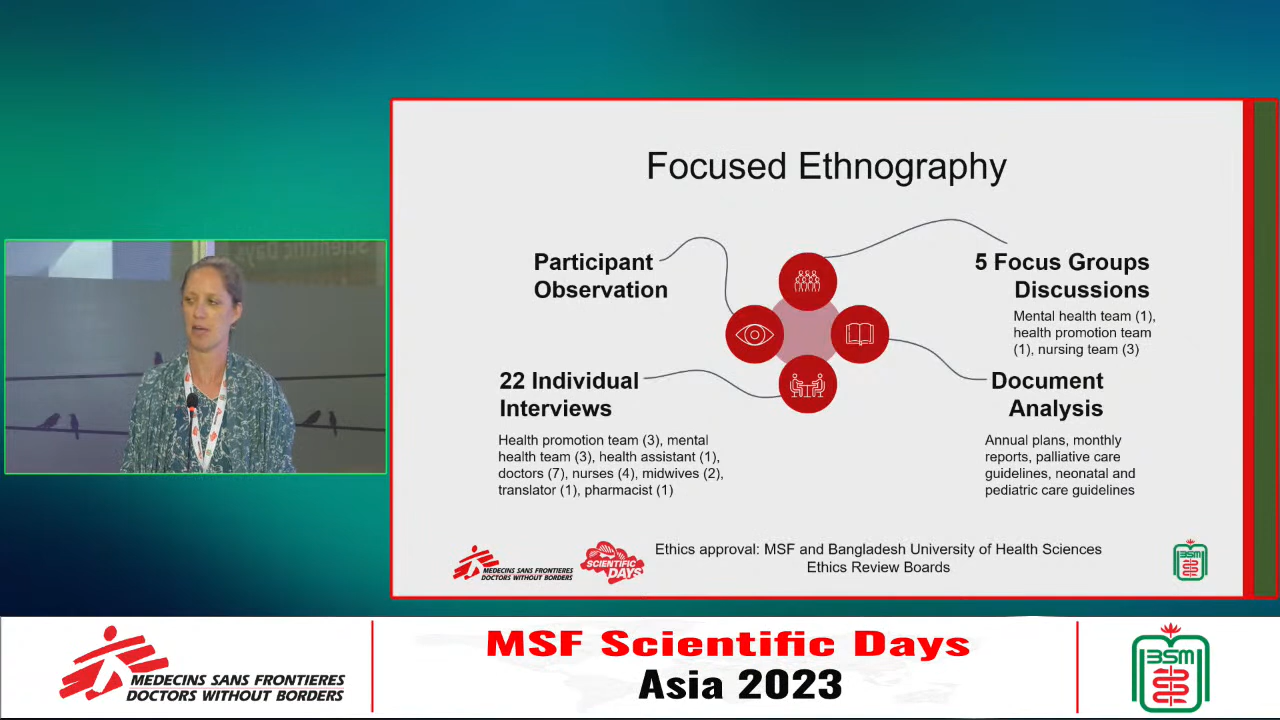 Focused Ethnography
Participant
Observation
5 Focus Groups
Discussions
Mental health team (1),
health promotion team
(1), nursing team (3)
22 Individual
Interviews
Health promotion team (3), mental
health team (3), health assistant (1),
doctors (7), nurses (4), midwives (2),
translator (1), pharmacist (1)
Document
Analysis
Annual plans, monthly
reports, palliative care
guidelines, neonatal and
pediatric care guidelines
Ethics approval: MSF and Bangladesh University of Health Sciences
Ethics Review Boards
MEDECINS SANS FRONTIERES
DOCTORS WITHOUT BORDERS
SCIENTIFIC
DAYS
BSM
Scientific Days
MEDECINS SANS FRONTIERES
DOCTORS WITHOUT BORDERS
MSF Scientific Days
Asia 2023
BSM